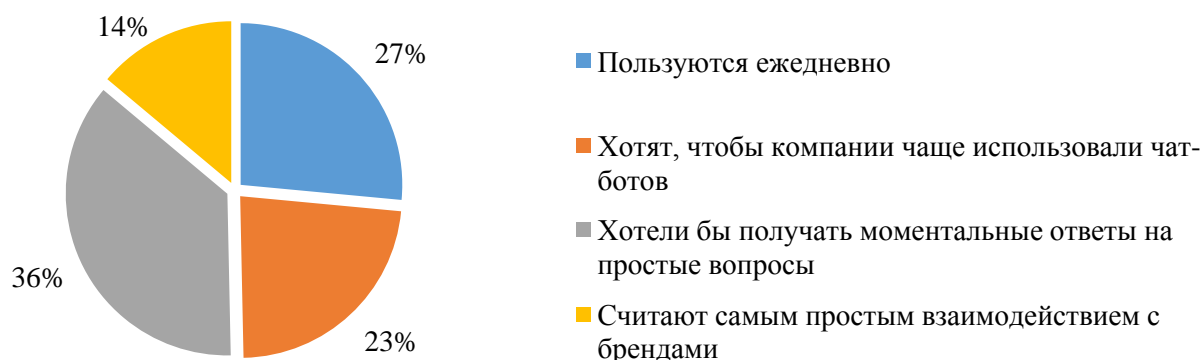 14%
27%
36%
23%
Пользуются ежедневно
Хотят, чтобы компании чаще использовали чат-
ботов
Хотели бы получать моментальные ответы на
простые вопросы
Считают самым простым взаимодействием с
брендами